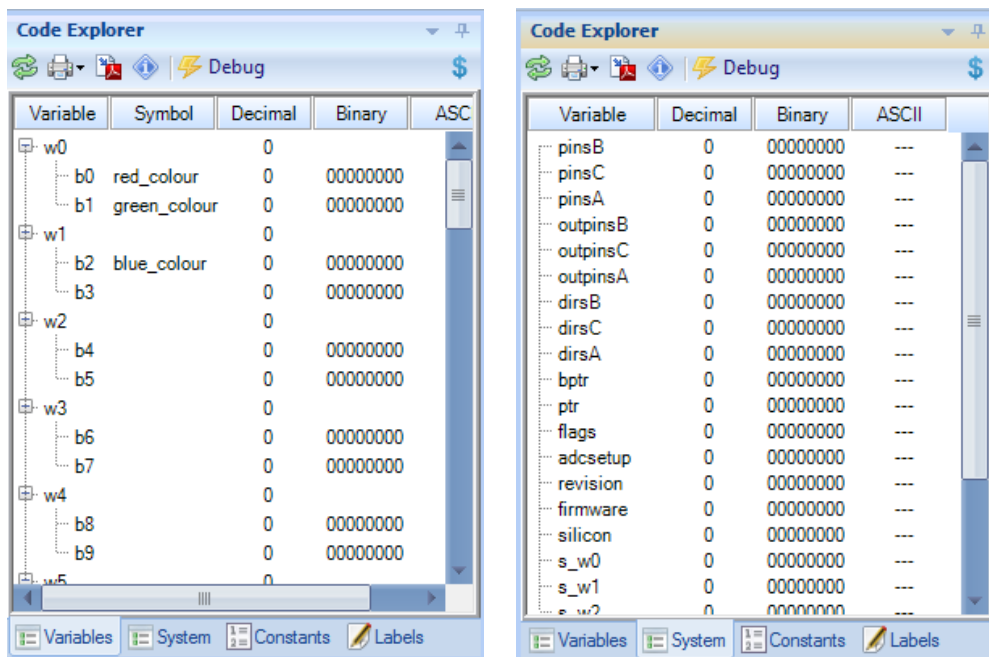 Code Explorer
Debug $
Variable Symbol Decimal Binary ASC
w0 0
b0 red_colour 0 00000000
b1 green_colour 0 00000000
w1 0
b2 blue_colour 0 00000000
b3 0 00000000
w2 0
b4 0 00000000
b5 0 00000000
w3 0
b6 0 00000000
b7 0 00000000
w4 0
b8 0 00000000
b9 0 00000000
w5 0
Variables System Constants Labels
Code Explorer
Debug $
Variable Decimal Binary ASCII
pinsB 0 00000000 ---
pinsC 0 00000000 ---
pinsA 0 00000000 ---
outpinsB 0 00000000 ---
outpinsC 0 00000000 ---
outpinsA 0 00000000 ---
dirsB 0 00000000 ---
dirsC 0 00000000 ---
dirsA 0 00000000 ---
bptr 0 00000000 ---
ptr 0 00000000 ---
flags 0 00000000 ---
adcsetup 0 00000000 ---
revision 0 00000000 ---
firmware 0 00000000 ---
silicon 0 00000000 ---
s_w0 0 00000000 ---
s_w1 0 00000000 ---
s_w2 0 00000000 ---
Variables System Constants Labels